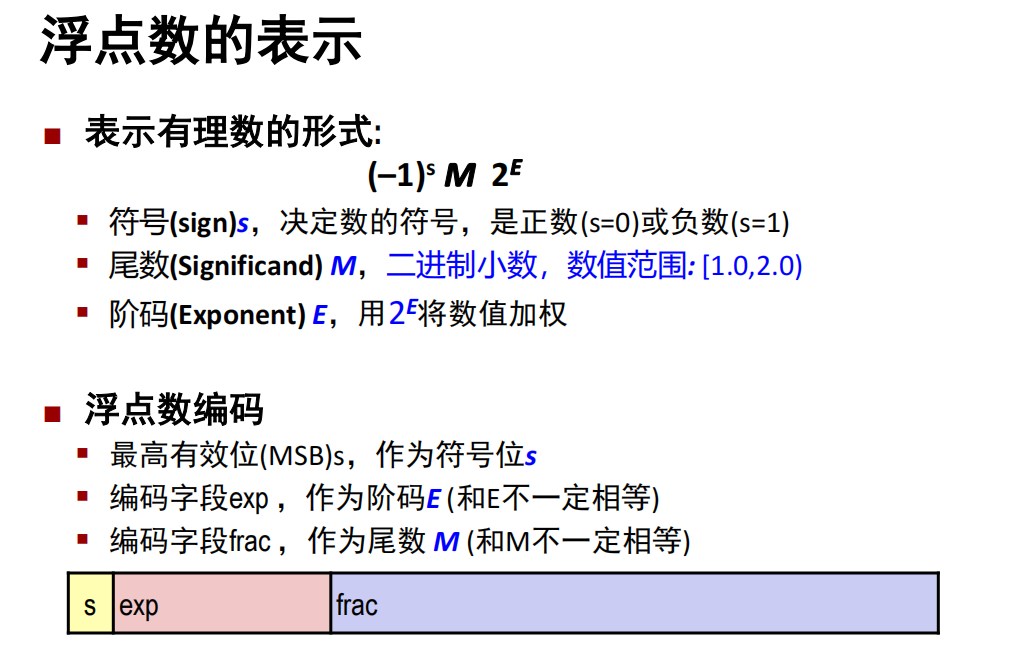 浮点数的表示
■ 表示有理数的形式:
(–1)ˢ M 2ᴱ
▪ 符号(sign)s，决定数的符号，是正数(s=0)或负数(s=1)
▪ 尾数(Significand) M，二进制小数，数值范围: [1.0,2.0)
▪ 阶码(Exponent) E，用2ᴱ将数值加权
■ 浮点数编码
▪ 最高有效位(MSB)s，作为符号位s
▪ 编码字段exp ，作为阶码E (和E不一定相等)
▪ 编码字段frac ，作为尾数 M (和M不一定相等)
s exp frac